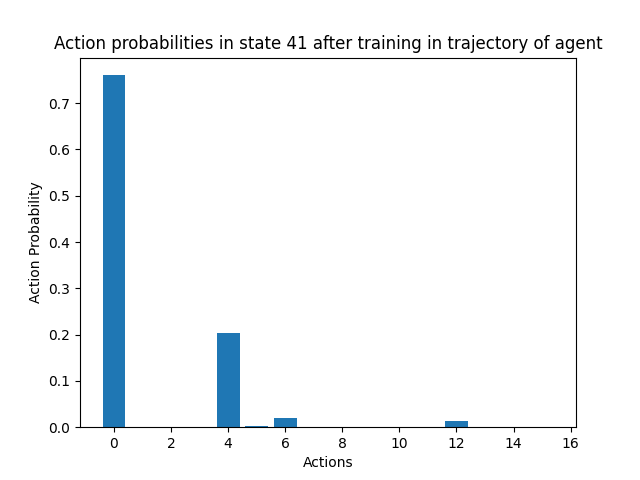 Action probabilities in state 41 after training in trajectory of agent
0.7
0.6
0.5
0.4
0.3
0.2
0.1
0.0
Action Probability
0 2 4 6 8 10 12 14 16
Actions